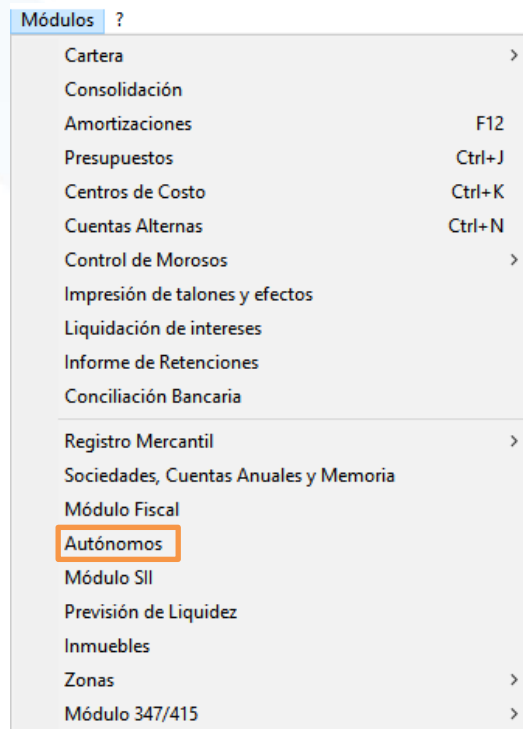 Módulos ?
Cartera >
Consolidación
Amortizaciones F12
Presupuestos Ctrl+J
Centros de Costo Ctrl+K
Cuentas Alternas Ctrl+N
Control de Morosos >
Impresión de talones y efectos
Liquidación de intereses
Informe de Retenciones
Conciliación Bancaria
Registro Mercantil >
Sociedades, Cuentas Anuales y Memoria
Módulo Fiscal
Autónomos
Módulo SII
Previsión de Liquidez
Inmuebles
Zonas >
Módulo 347/415 >